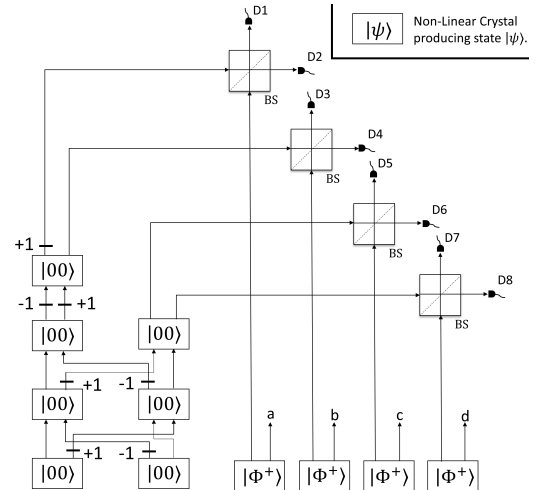 D1
|ψ⟩
Non-Linear Crystal
producing state |ψ⟩.
D2
BS
D3
D4
BS
D5
D6
BS
D7
D8
BS
+1
|00⟩
-1
+1
|00⟩
|00⟩
+1
-1
|00⟩
|00⟩
a
b
c
d
+1
-1
|00⟩
|00⟩
|Φ⁺⟩
|Φ⁺⟩
|Φ⁺⟩
|Φ⁺⟩